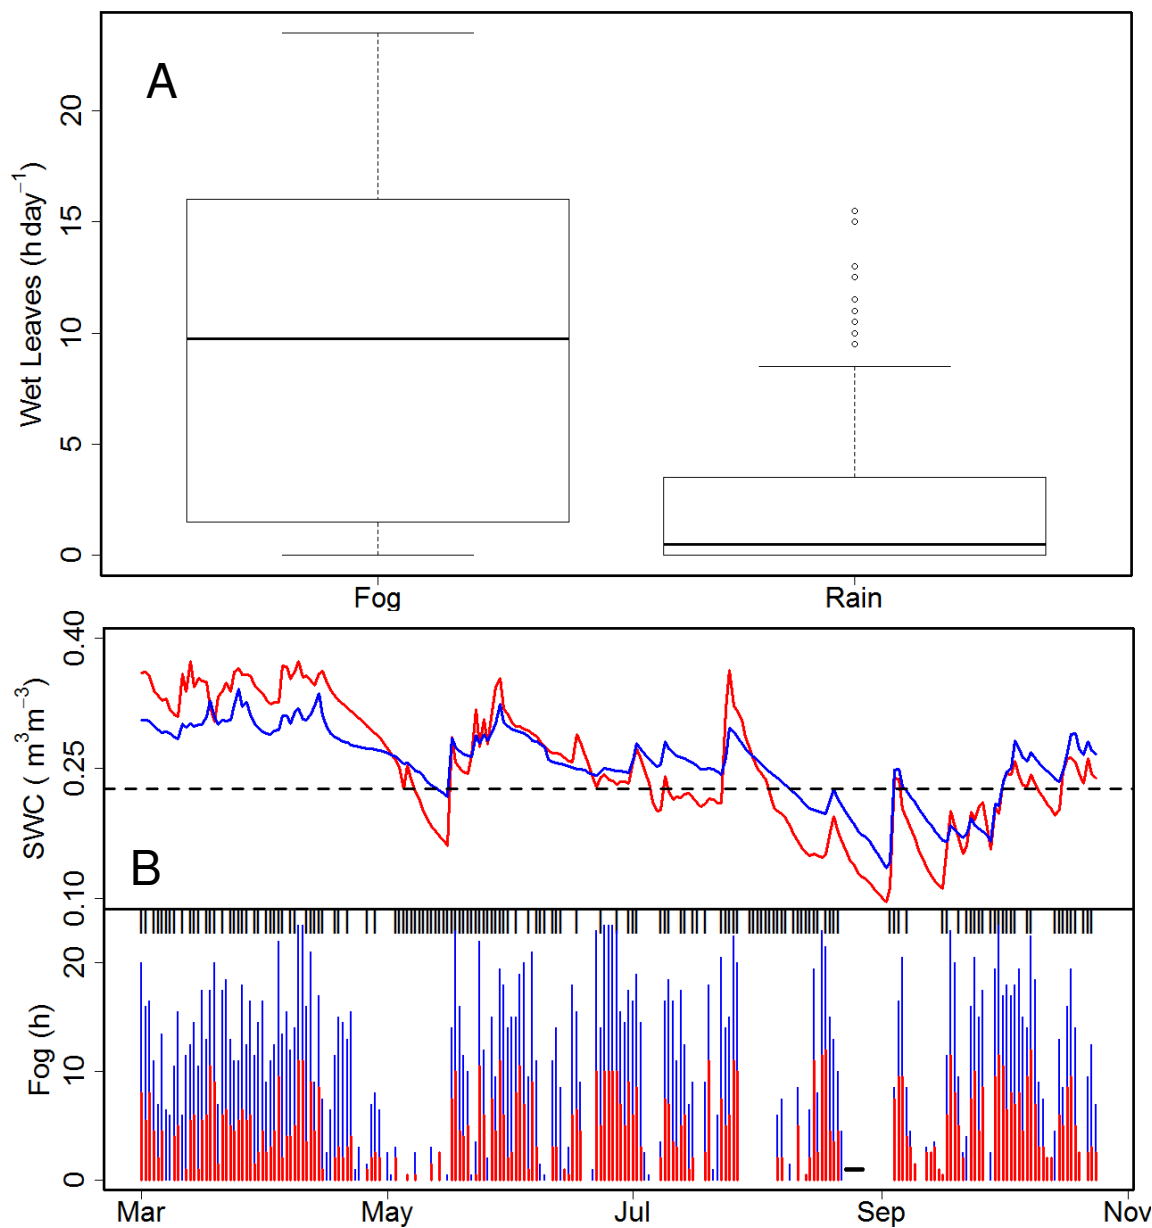 A
20
15
10
5
0
Wet Leaves (h day⁻¹)
Fog Rain
0.40
0.25
0.10
SWC ( m³m⁻³)
B
20
10
0
Fog (h)
Mar May Jul Sep Nov